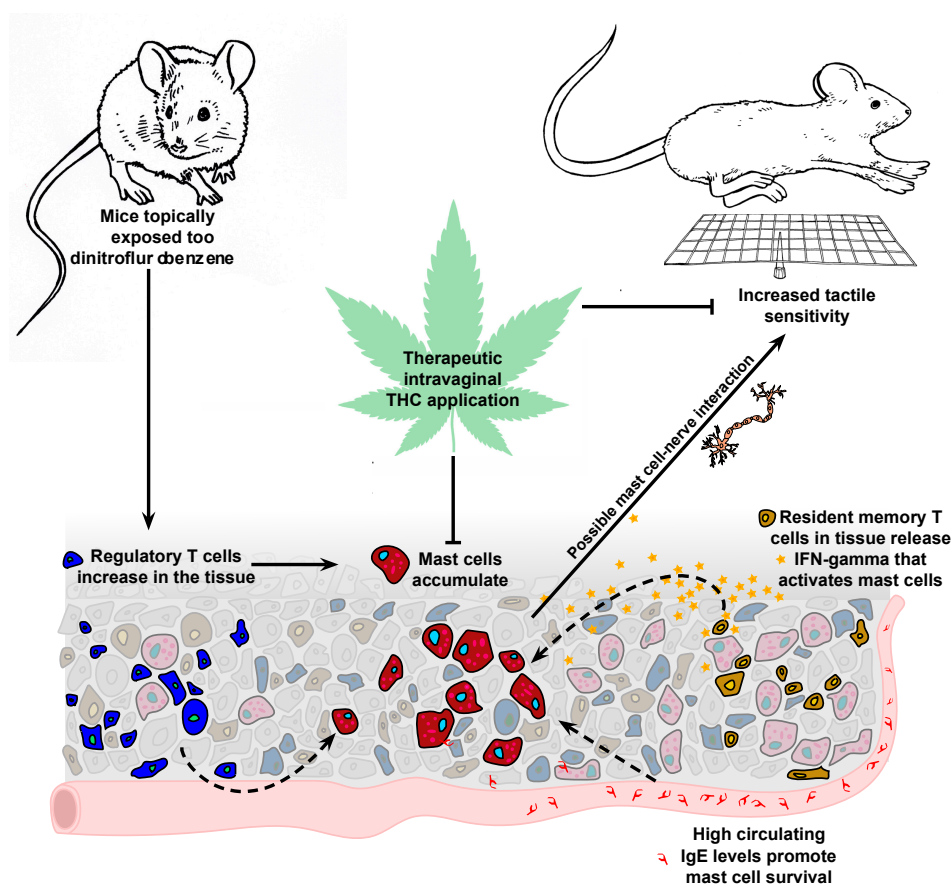 Mice topically
exposed too
dinitroflur obenzene
Therapeutic
intravaginal
THC application
Increased tactile
sensitivity
Possible mast cell-nerve interaction
Regulatory T cells
increase in the tissue
Mast cells
accumulate
Resident memory T
cells in tissue release
IFN-gamma that
activates mast cells
High circulating
IgE levels promote
mast cell survival